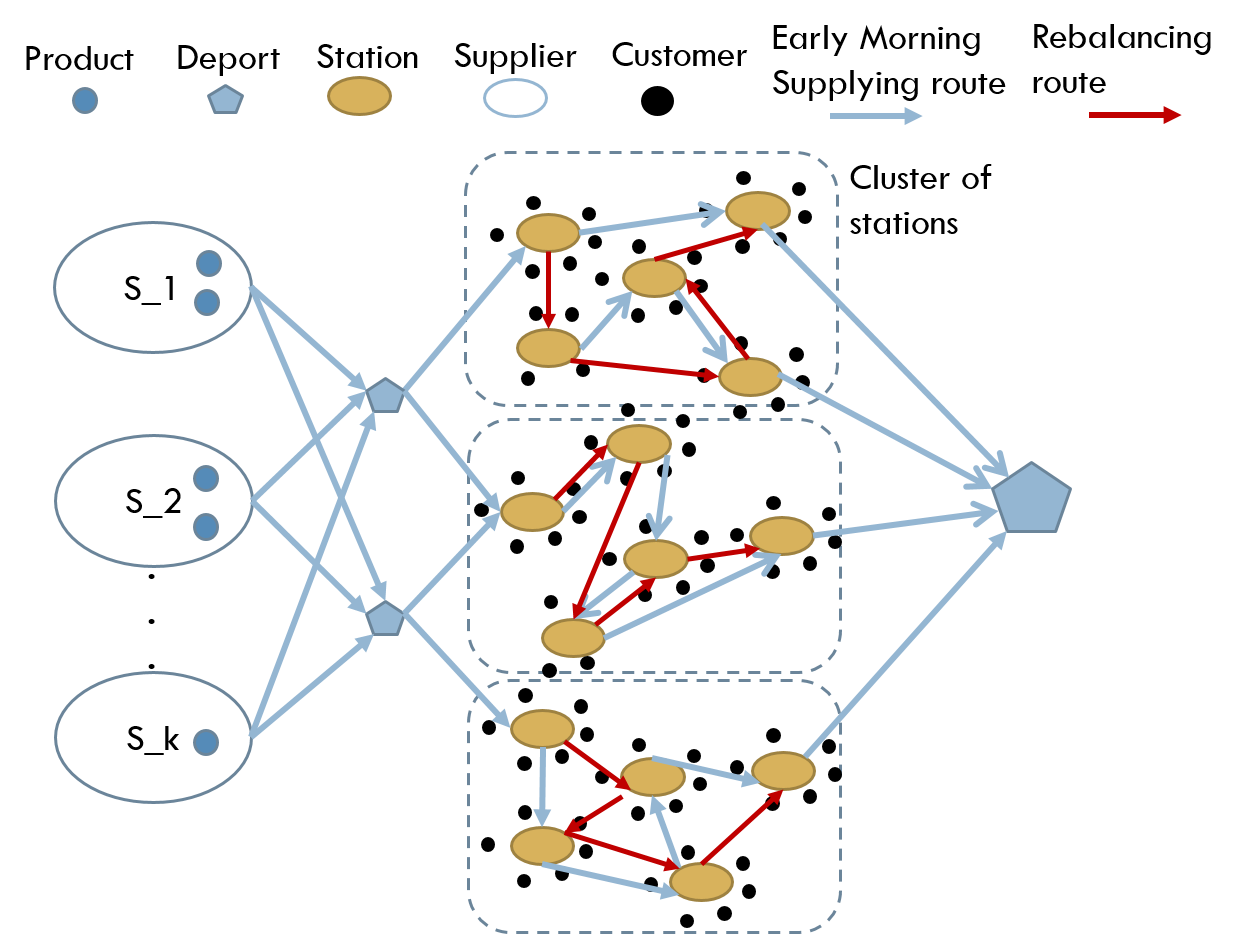 Product
Deport
Station
Supplier
Customer
Early Morning
Supplying route
Rebalancing
route
Cluster of
stations
S_1
S_2
S_k